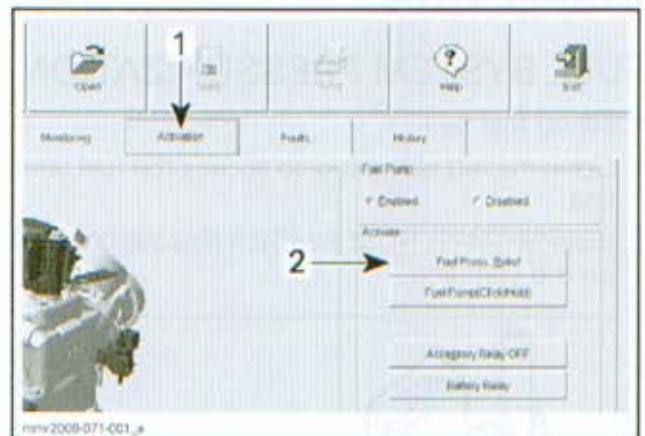 1
Open
Help
Exit
Monitoring
Activation
Faults
History
Fuel Pump
Enabled
Disabled
Activate
2
Fuel Press. Relief
Fuel Pump(Click/Hold)
Accessory Relay OFF
Battery Relay
mmr2008-071-001_a